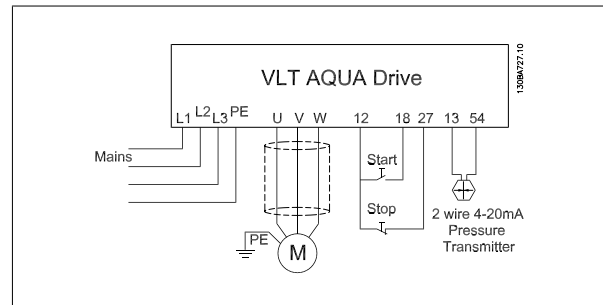 VLT AQUA Drive
130BA727.10
L1 L2 L3 PE U V W 12 18 27 13 54
Mains
Start
Stop
PE
M
2 wire 4-20mA
Pressure
Transmitter